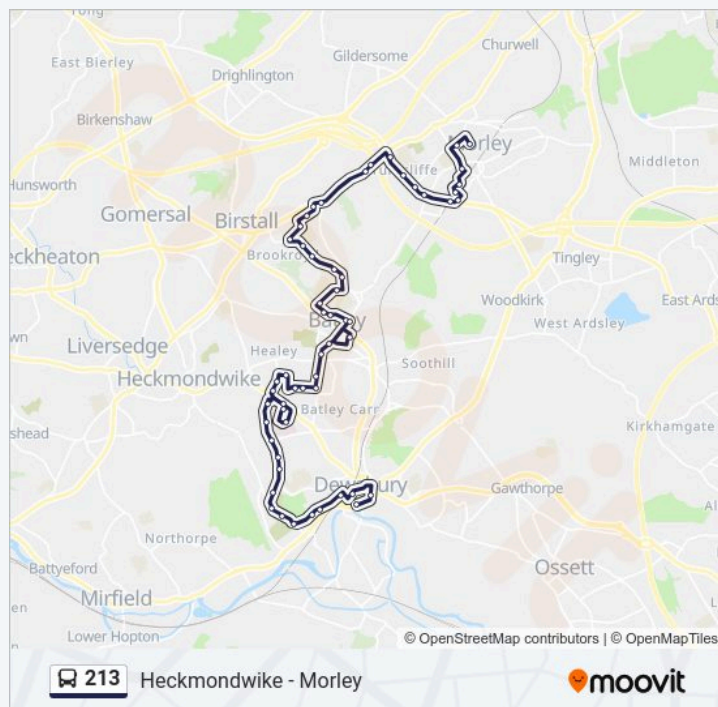 Gildersome
Churwell
East Bierley
Drighlington
Birkenshaw
Morley
Middleton
Hunsworth
Gomersal
Birstall
eckheaton
Tingley
Woodkirk
East Ards
wn
West Ardsley
Liversedge
Healey
Soothill
Heckmondwike
Batley Carr
shead
Kirkhamgate
Dewsbury
Gawthorpe
Northorpe
Battyeford
Ossett
Mirfield
en
Lower Hopton
© OpenStreetMap contributors | © OpenMapTiles
213 Heckmondwike - Morley moovit